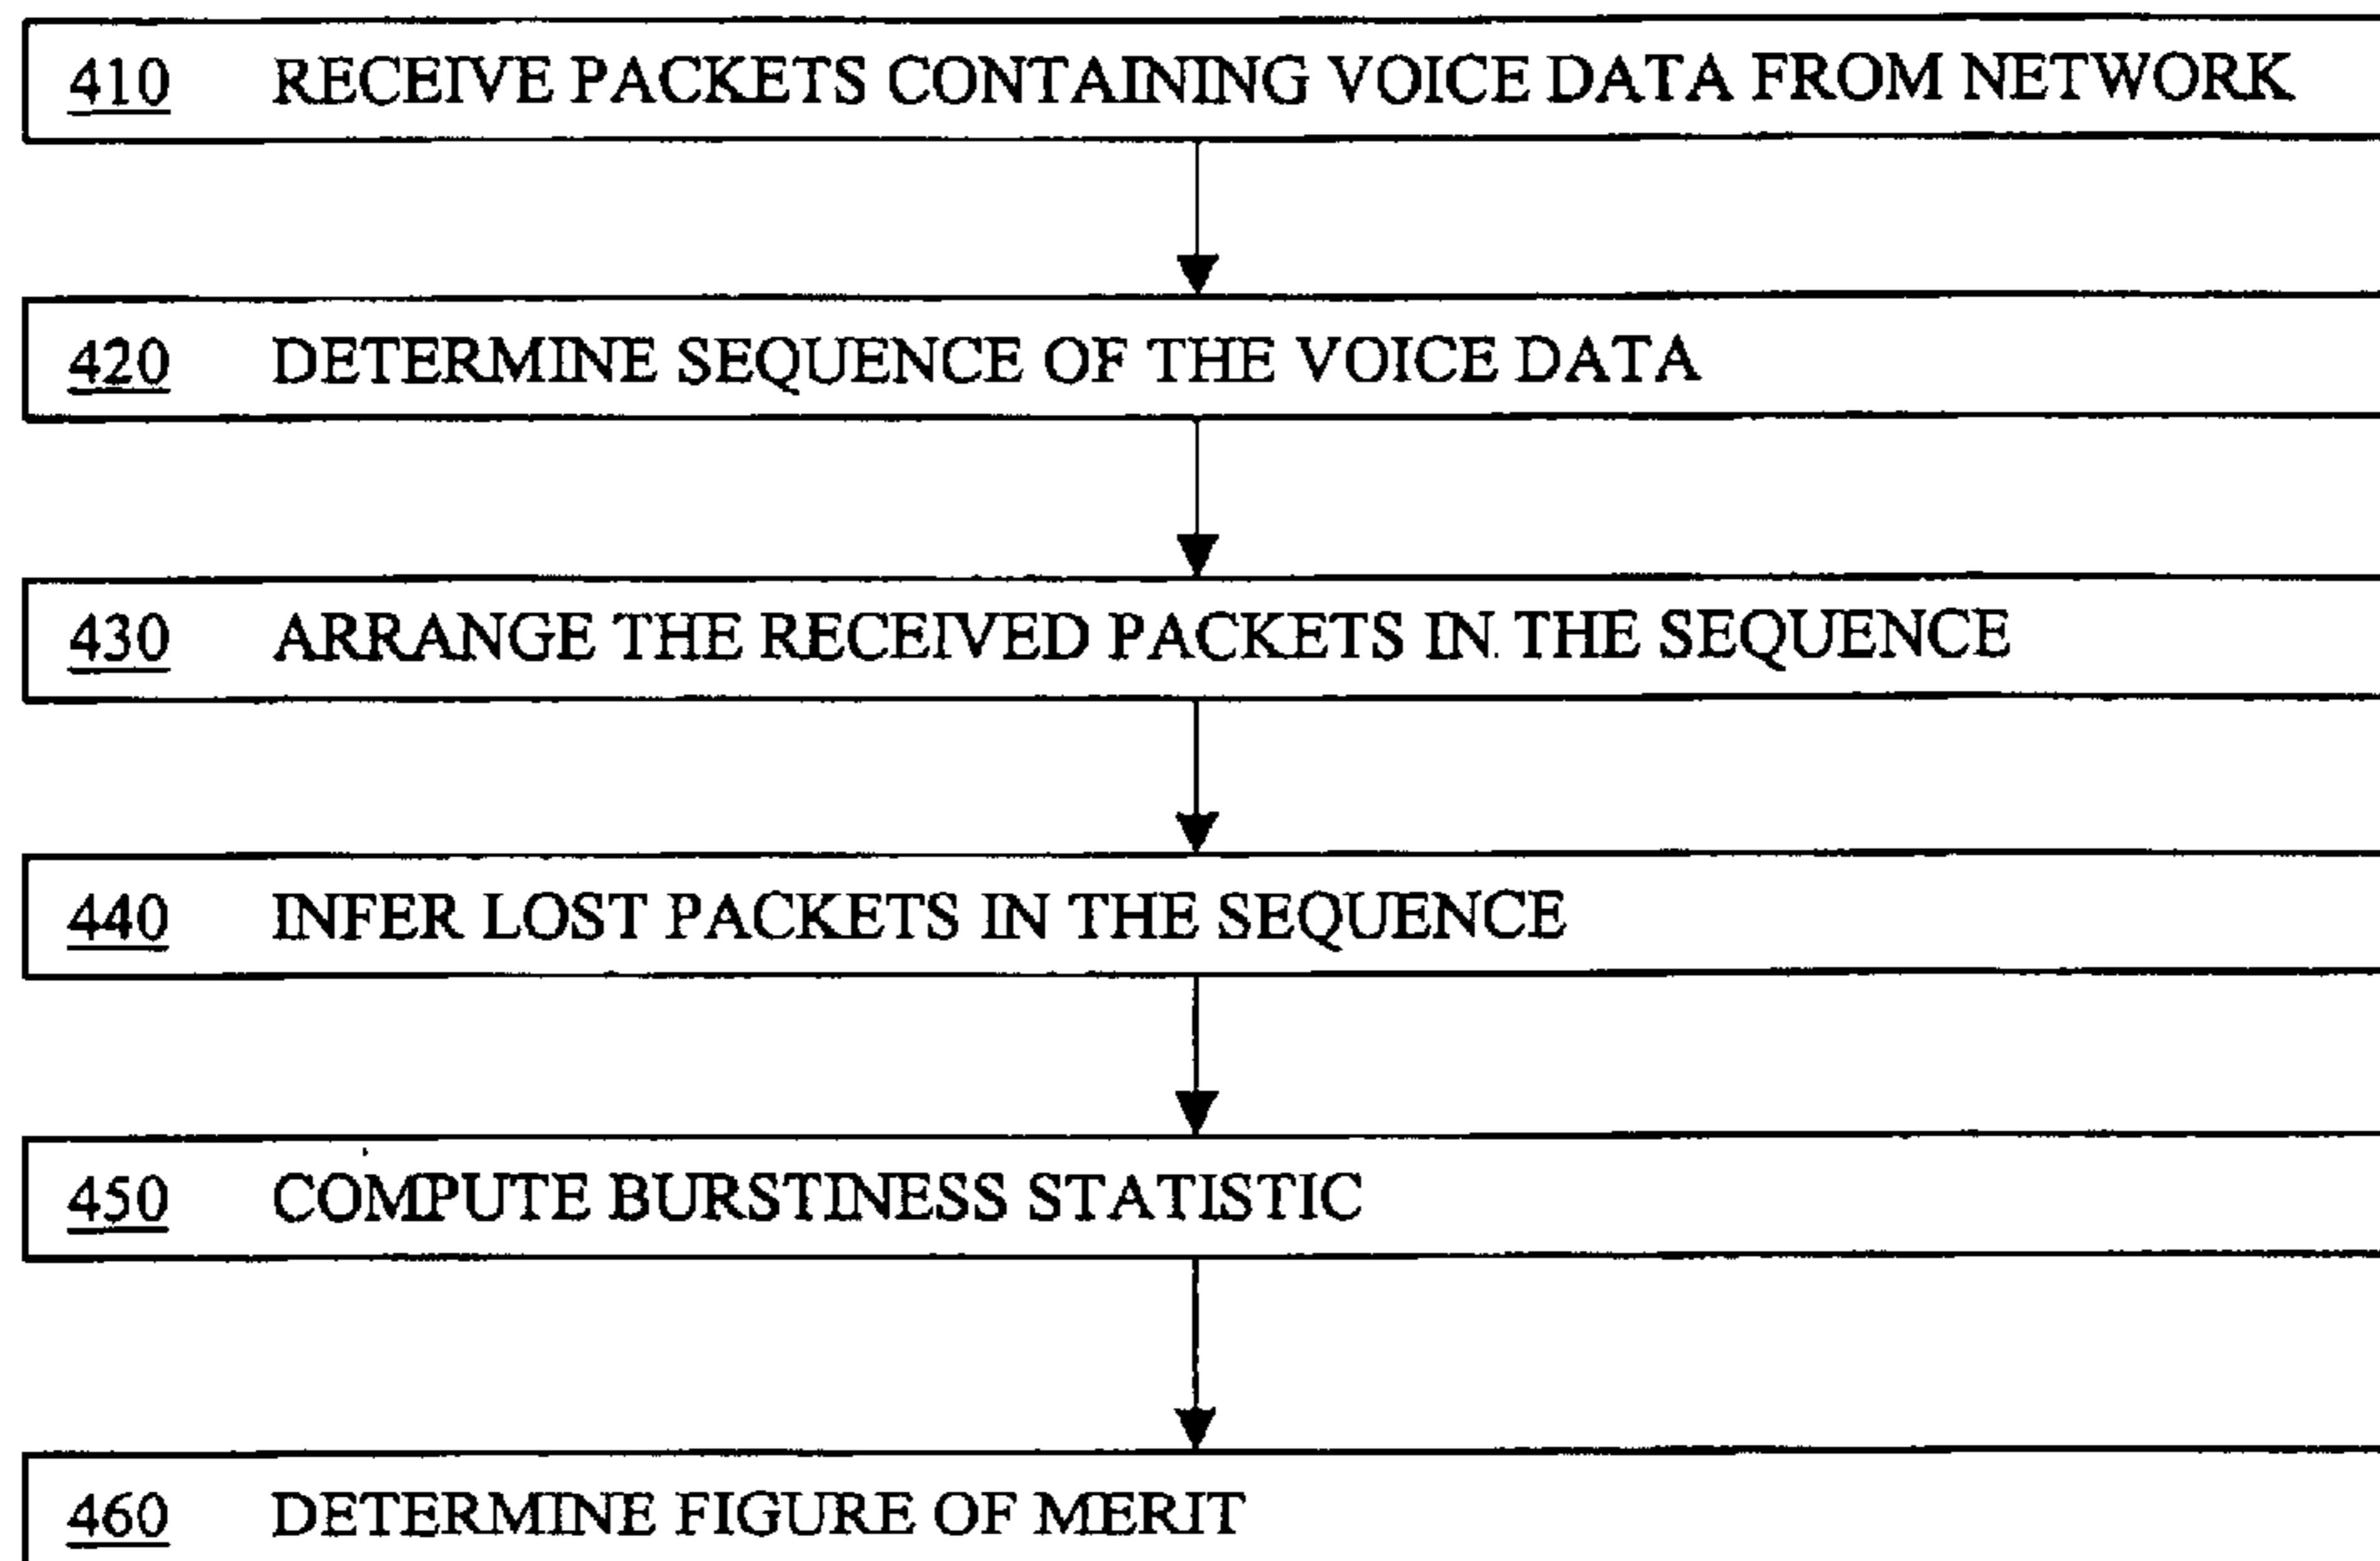 410 RECEIVE PACKETS CONTAINING VOICE DATA FROM NETWORK
420 DETERMINE SEQUENCE OF THE VOICE DATA
430 ARRANGE THE RECEIVED PACKETS IN THE SEQUENCE
440 INFER LOST PACKETS IN THE SEQUENCE
450 COMPUTE BURSTINESS STATISTIC
460 DETERMINE FIGURE OF MERIT